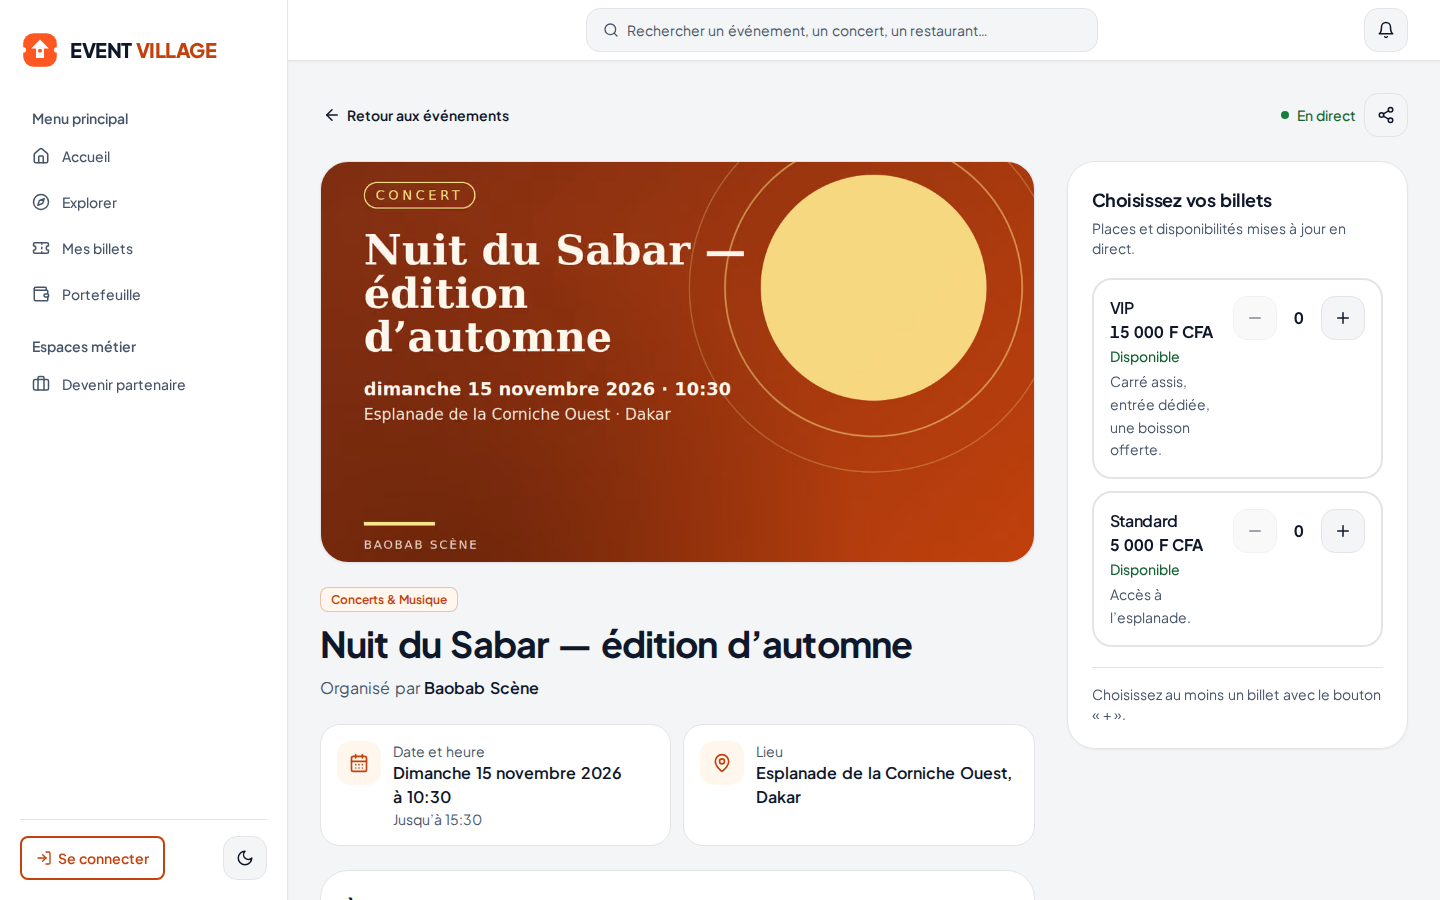 EVENT VILLAGE
Rechercher un événement, un concert, un restaurant…
Menu principal
Accueil
Explorer
Mes billets
Portefeuille
Espaces métier
Devenir partenaire
Se connecter
Retour aux événements
En direct
CONCERT
Nuit du Sabar —
édition
d’automne
dimanche 15 novembre 2026 · 10:30
Esplanade de la Corniche Ouest · Dakar
BAOBAB SCÈNE
Concerts & Musique
Nuit du Sabar — édition d’automne
Organisé par Baobab Scène
Date et heure
Dimanche 15 novembre 2026
à 10:30
Jusqu’à 15:30
Lieu
Esplanade de la Corniche Ouest,
Dakar
Choisissez vos billets
Places et disponibilités mises à jour en
direct.
VIP
15 000 F CFA
Disponible
Carré assis,
entrée dédiée,
une boisson
offerte.
0
Standard
5 000 F CFA
Disponible
Accès à
l’esplanade.
0
Choisissez au moins un billet avec le bouton
« + ».